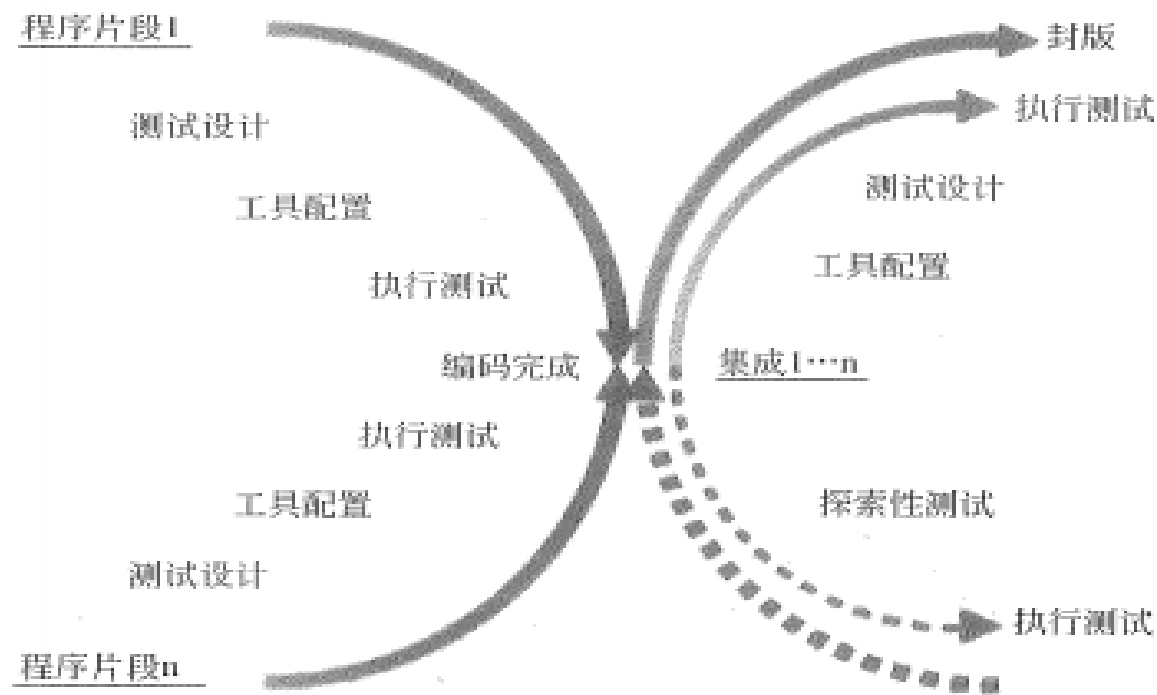 程序片段1
封版
执行测试
测试设计
测试设计
工具配置
工具配置
执行测试
编码完成
集成1…n
执行测试
工具配置
探索性测试
测试设计
执行测试
程序片段n